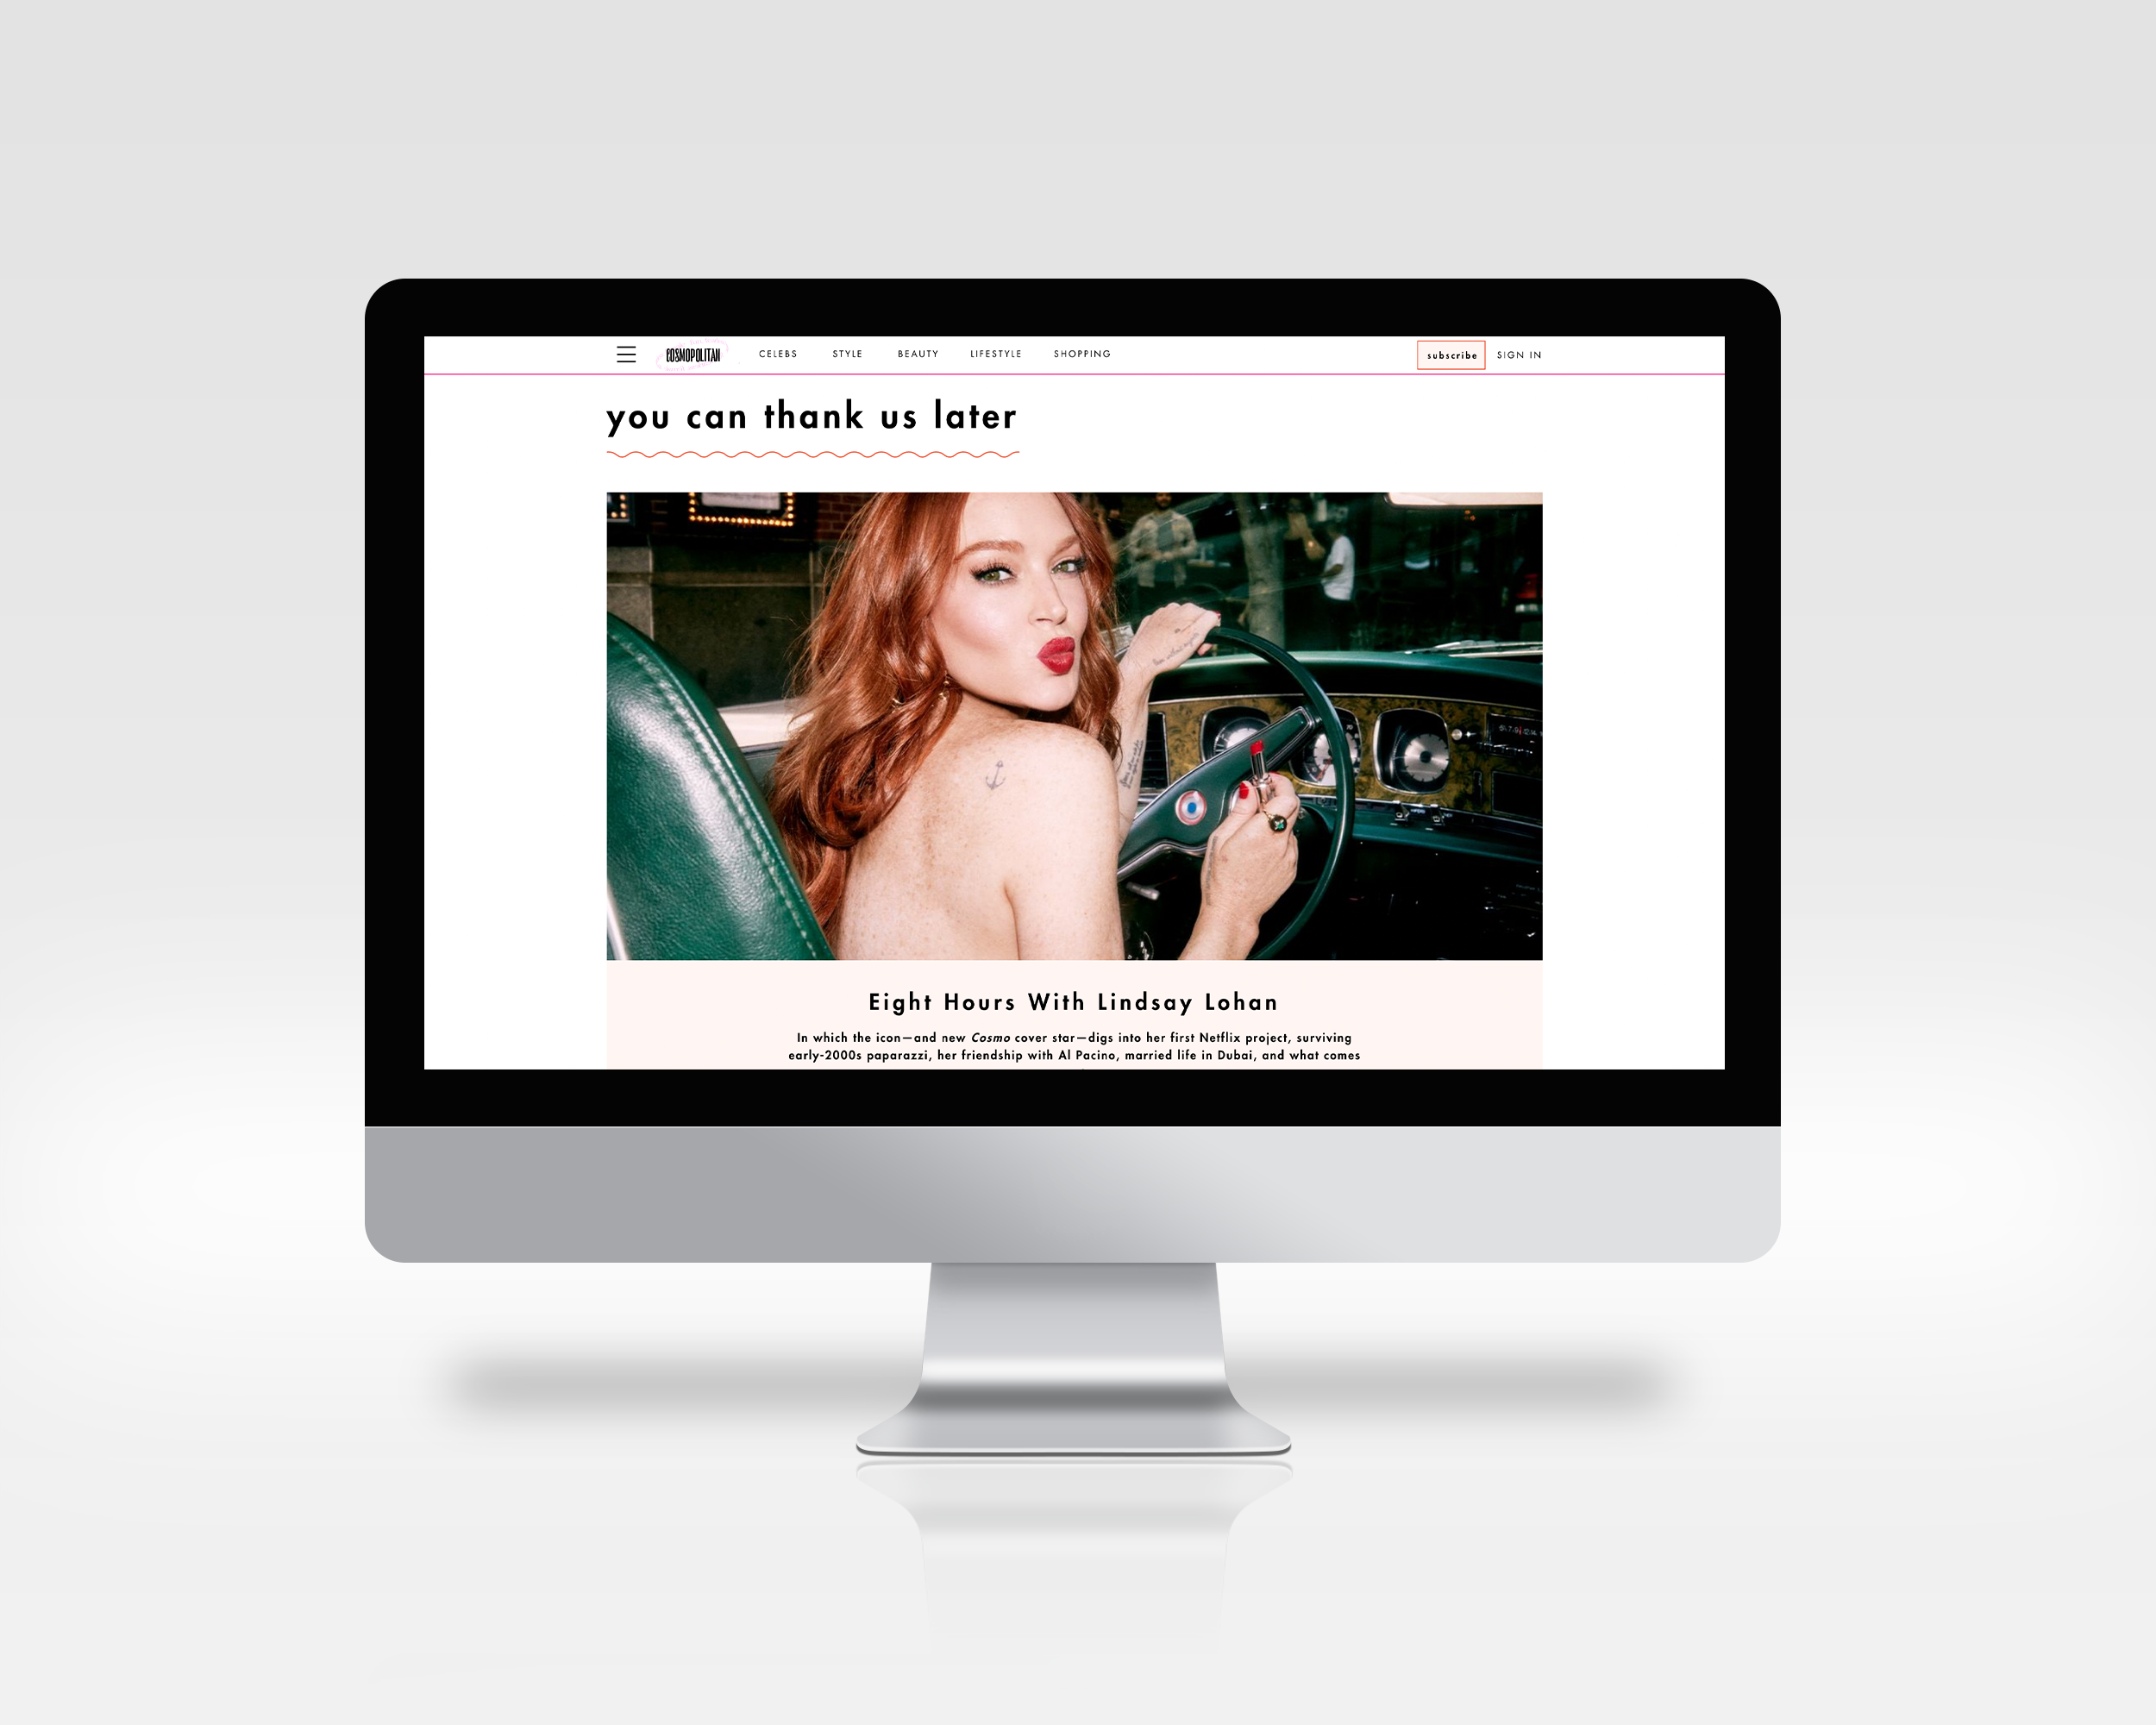 COSMOPOLITAN
CELEBS
STYLE
BEAUTY
LIFESTYLE
SHOPPING
subscribe
SIGN IN
you can thank us later
Eight Hours With Lindsay Lohan
In which the icon—and new Cosmo cover star—digs into her first Netflix project, surviving
early-2000s paparazzi, her friendship with Al Pacino, married life in Dubai, and what comes